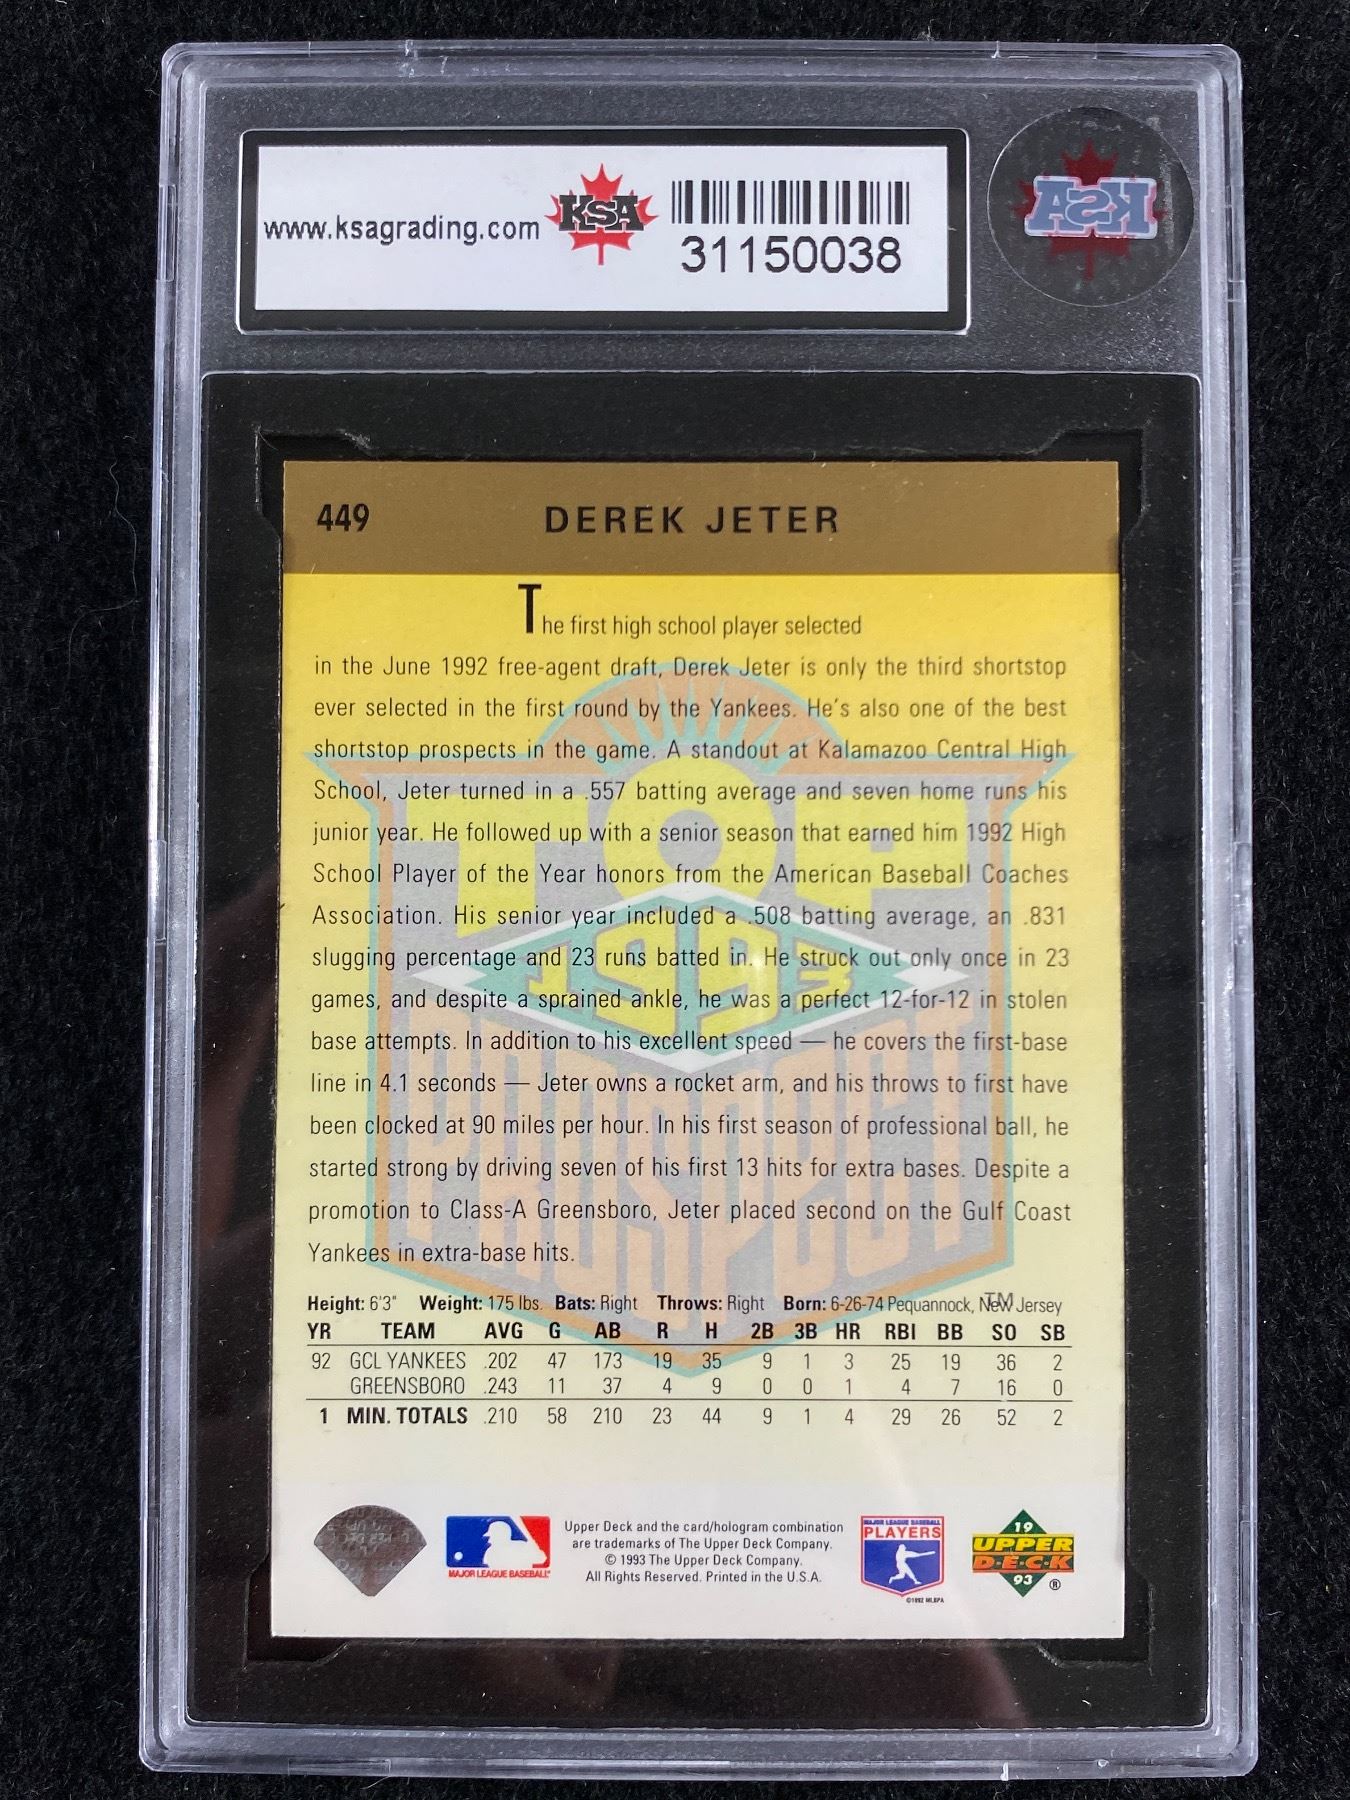 www.ksagrading.com KSA 31150038
KSA
449 DEREK JETER
The first high school player selected
in the June 1992 free-agent draft, Derek Jeter is only the third shortstop
ever selected in the first round by the Yankees. He's also one of the best
shortstop prospects in the game. A standout at Kalamazoo Central High
School, Jeter turned in a .557 batting average and seven home runs his
junior year. He followed up with a senior season that earned him 1992 High
School Player of the Year honors from the American Baseball Coaches
Association. His senior year included a .508 batting average, an .831
slugging percentage and 23 runs batted in. He struck out only once in 23
games, and despite a sprained ankle, he was a perfect 12-for-12 in stolen
base attempts. In addition to his excellent speed — he covers the first-base
line in 4.1 seconds — Jeter owns a rocket arm, and his throws to first have
been clocked at 90 miles per hour. In his first season of professional ball, he
started strong by driving seven of his first 13 hits for extra bases. Despite a
promotion to Class-A Greensboro, Jeter placed second on the Gulf Coast
Yankees in extra-base hits.
TOP
1993
PROSPECT
TM
Height: 6'3" Weight: 175 lbs. Bats: Right Throws: Right Born: 6-26-74 Pequannock, New Jersey
YR TEAM AVG G AB R H 2B 3B HR RBI BB SO SB
92 GCL YANKEES .202 47 173 19 35 9 1 3 25 19 36 2
GREENSBORO .243 11 37 4 9 0 0 1 4 7 16 0
1 MIN. TOTALS .210 58 210 23 44 9 1 4 29 26 52 2
MAJOR LEAGUE BASEBALL
Upper Deck and the card/hologram combination
are trademarks of The Upper Deck Company.
© 1993 The Upper Deck Company.
All Rights Reserved. Printed in the U.S.A.
MAJOR LEAGUE BASEBALL
PLAYERS
©1992 MLBPA
19
UPPER
DECK
93 ®